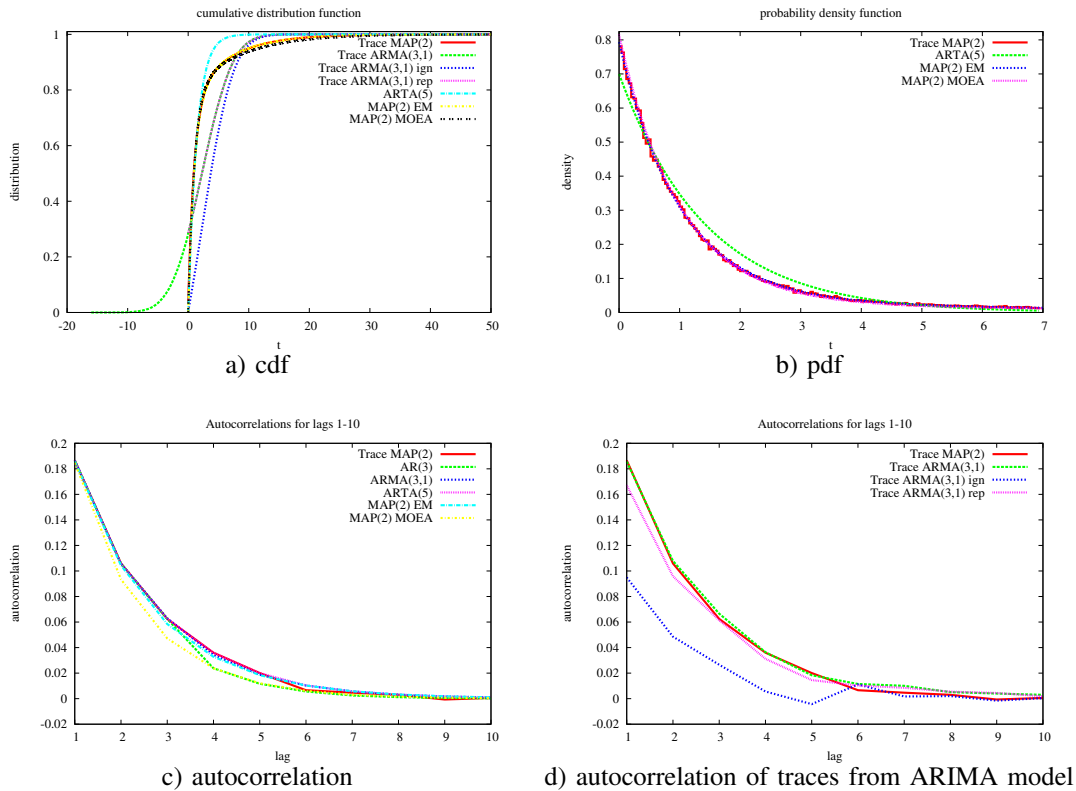 cumulative distribution function
distribution
1
0.8
0.6
0.4
0.2
0
-20 -10 0 10 20 30 40 50
t
Trace MAP(2)
Trace ARMA(3,1)
Trace ARMA(3,1) ign
Trace ARMA(3,1) rep
ARTA(5)
MAP(2) EM
MAP(2) MOEA
a) cdf
probability density function
density
0.8
0.7
0.6
0.5
0.4
0.3
0.2
0.1
0
0 1 2 3 4 5 6 7
t
Trace MAP(2)
ARTA(5)
MAP(2) EM
MAP(2) MOEA
b) pdf
Autocorrelations for lags 1-10
autocorrelation
0.2
0.18
0.16
0.14
0.12
0.1
0.08
0.06
0.04
0.02
0
-0.02
1 2 3 4 5 6 7 8 9 10
lag
Trace MAP(2)
AR(3)
ARMA(3,1)
ARTA(5)
MAP(2) EM
MAP(2) MOEA
c) autocorrelation
Autocorrelations for lags 1-10
autocorrelation
0.2
0.18
0.16
0.14
0.12
0.1
0.08
0.06
0.04
0.02
0
-0.02
1 2 3 4 5 6 7 8 9 10
lag
Trace MAP(2)
Trace ARMA(3,1)
Trace ARMA(3,1) ign
Trace ARMA(3,1) rep
d) autocorrelation of traces from ARIMA model